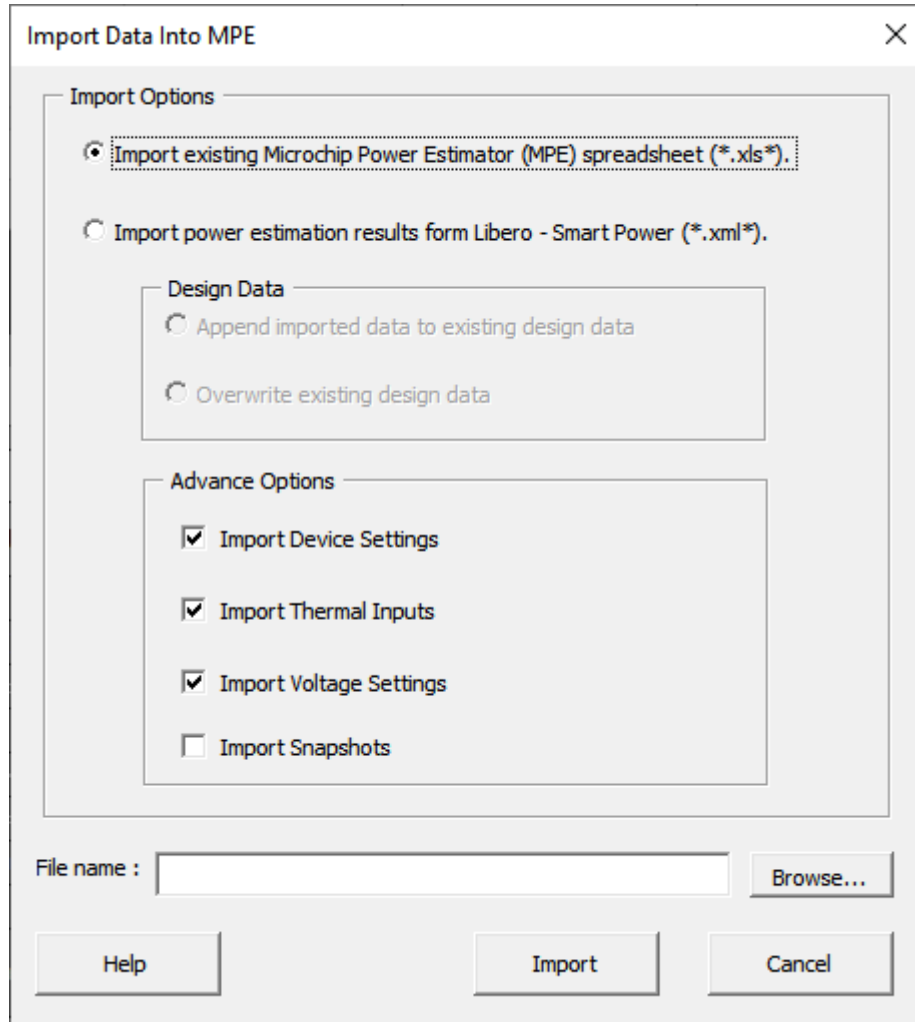 Import Data Into MPE
Import Options
Import existing Microchip Power Estimator (MPE) spreadsheet (*.xls*).
Import power estimation results form Libero - Smart Power (*.xml*).
Design Data
Append imported data to existing design data
Overwrite existing design data
Advance Options
Import Device Settings
Import Thermal Inputs
Import Voltage Settings
Import Snapshots
File name :
Browse...
Help
Import
Cancel